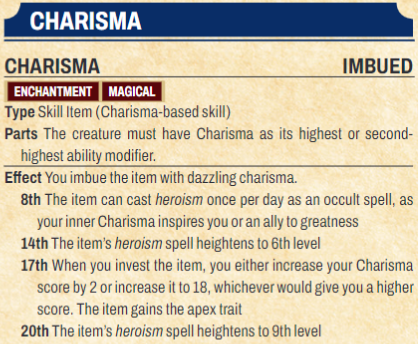 CHARISMA
CHARISMA IMBUED
ENCHANTMENT MAGICAL
Type Skill Item (Charisma-based skill)
Parts The creature must have Charisma as its highest or second-
highest ability modifier.
Effect You imbue the item with dazzling charisma.
8th The item can cast heroism once per day as an occult spell, as
your inner Charisma inspires you or an ally to greatness
14th The item's heroism spell heightens to 6th level
17th When you invest the item, you either increase your Charisma
score by 2 or increase it to 18, whichever would give you a higher
score. The item gains the apex trait
20th The item's heroism spell heightens to 9th level